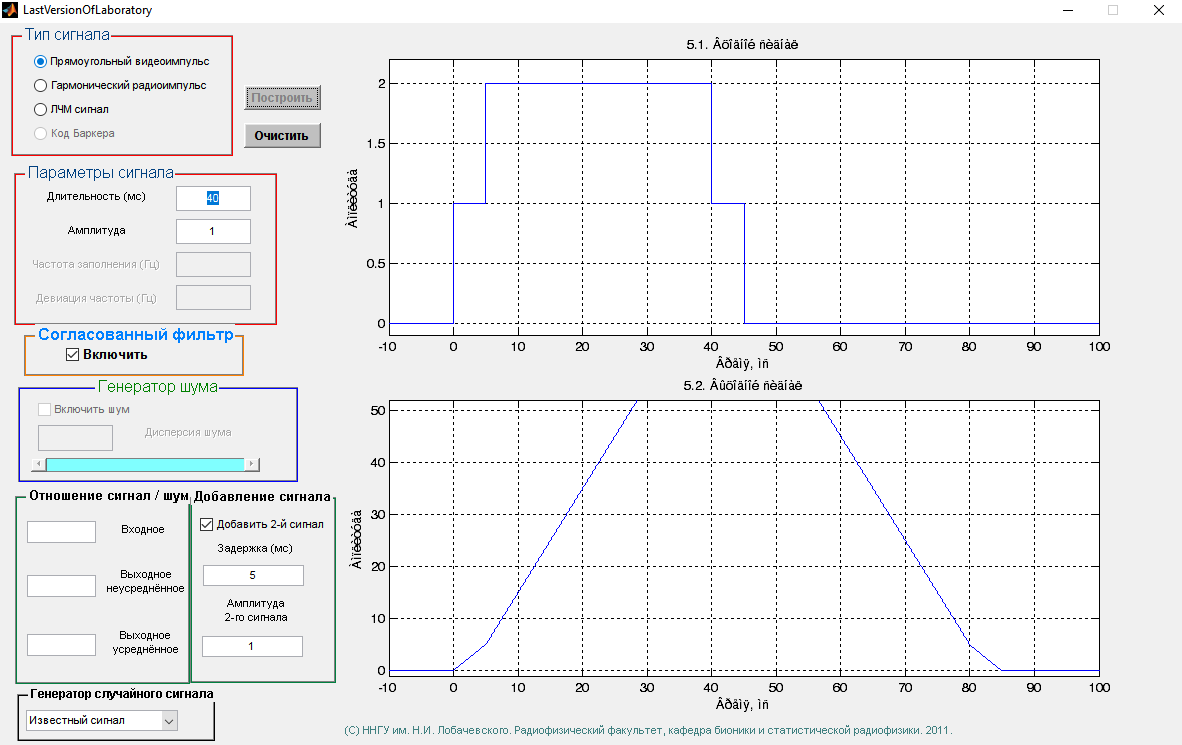 LastVersionOfLaboratory
Тип сигнала
Прямоугольный видеоимпульс
Гармонический радиоимпульс
ЛЧМ сигнал
Код Баркера
Построить
Очистить
Параметры сигнала
Длительность (мс)
40
Амплитуда
1
Частота заполнения (Гц)
Девиация частоты (Гц)
Согласованный фильтр
Включить
Генератор шума
Включить шум
Дисперсия шума
Отношение сигнал / шум
Входное
Выходное
неусреднённое
Выходное
усреднённое
Добавление сигнала
Добавить 2-й сигнал
Задержка (мс)
5
Амплитуда
2-го сигнала
1
Генератор случайного сигнала
Известный сигнал
5.1. Âõîäíîé ñèãíàë
Àìïëèòóäà
2
1.5
1
0.5
0
-10 0 10 20 30 40 50 60 70 80 90 100
Âðåìÿ, ìñ
5.2. Âûõîäíîé ñèãíàë
Àìïëèòóäà
50
40
30
20
10
0
-10 0 10 20 30 40 50 60 70 80 90 100
Âðåìÿ, ìñ
(С) ННГУ им. Н.И. Лобачевского. Радиофизический факультет, кафедра бионики и статистической радиофизики. 2011.